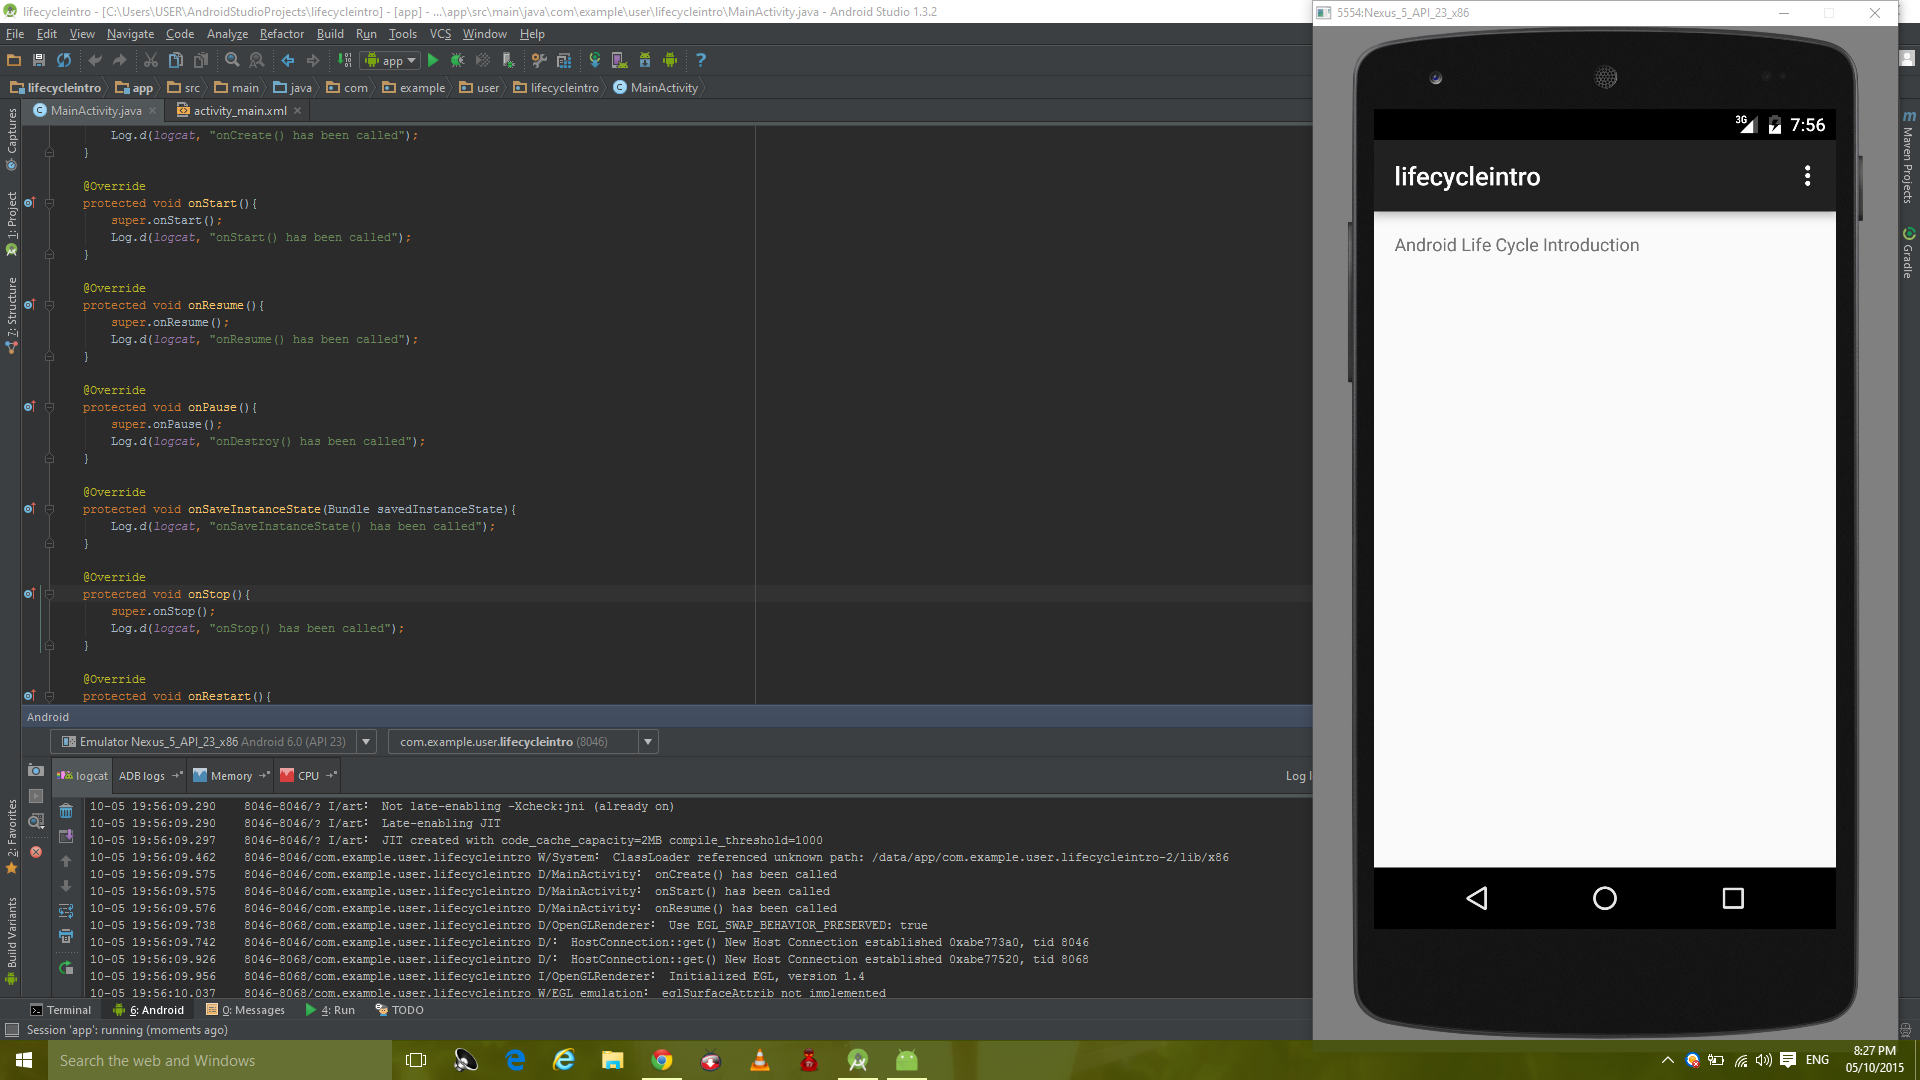 lifecycleintro - [C:\Users\USER\AndroidStudioProjects\lifecycleintro] - [app] - ...\app\src\main\java\com\example\user\lifecycleintro\MainActivity.java - Android Studio 1.3.2
File Edit View Navigate Code Analyze Refactor Build Run Tools VCS Window Help
app
lifecycleintro app src main java com example user lifecycleintro MainActivity
MainActivity.java activity_main.xml
Captures
1: Project
7: Structure
2: Favorites
Build Variants
Log.d(logcat, "onCreate() has been called");
}
@Override
protected void onStart(){
super.onStart();
Log.d(logcat, "onStart() has been called");
}
@Override
protected void onResume(){
super.onResume();
Log.d(logcat, "onResume() has been called");
}
@Override
protected void onPause(){
super.onPause();
Log.d(logcat, "onDestroy() has been called");
}
@Override
protected void onSaveInstanceState(Bundle savedInstanceState){
Log.d(logcat, "onSaveInstanceState() has been called");
}
@Override
protected void onStop(){
super.onStop();
Log.d(logcat, "onStop() has been called");
}
@Override
protected void onRestart(){
Android
Emulator Nexus_5_API_23_x86 Android 6.0 (API 23) com.example.user.lifecycleintro (8046)
logcat ADB logs Memory CPU Log l
10-05 19:56:09.290 8046-8046/? I/art: Not late-enabling -Xcheck:jni (already on)
10-05 19:56:09.290 8046-8046/? I/art: Late-enabling JIT
10-05 19:56:09.297 8046-8046/? I/art: JIT created with code_cache_capacity=2MB compile_threshold=1000
10-05 19:56:09.462 8046-8046/com.example.user.lifecycleintro W/System: ClassLoader referenced unknown path: /data/app/com.example.user.lifecycleintro-2/lib/x86
10-05 19:56:09.575 8046-8046/com.example.user.lifecycleintro D/MainActivity: onCreate() has been called
10-05 19:56:09.575 8046-8046/com.example.user.lifecycleintro D/MainActivity: onStart() has been called
10-05 19:56:09.576 8046-8046/com.example.user.lifecycleintro D/MainActivity: onResume() has been called
10-05 19:56:09.738 8046-8068/com.example.user.lifecycleintro D/OpenGLRenderer: Use EGL_SWAP_BEHAVIOR_PRESERVED: true
10-05 19:56:09.742 8046-8046/com.example.user.lifecycleintro D/: HostConnection::get() New Host Connection established 0xabe773a0, tid 8046
10-05 19:56:09.926 8046-8068/com.example.user.lifecycleintro D/: HostConnection::get() New Host Connection established 0xabe77520, tid 8068
10-05 19:56:09.956 8046-8068/com.example.user.lifecycleintro I/OpenGLRenderer: Initialized EGL, version 1.4
10-05 19:56:10.037 8046-8068/com.example.user.lifecycleintro W/EGL_emulation: eglSurfaceAttrib not implemented
Terminal 6: Android 0: Messages 4: Run TODO
Session 'app': running (moments ago)
5554:Nexus_5_API_23_x86
3G 7:56
lifecycleintro
Android Life Cycle Introduction
m Maven Projects
Gradle
Search the web and Windows
ENG
8:27 PM
05/10/2015